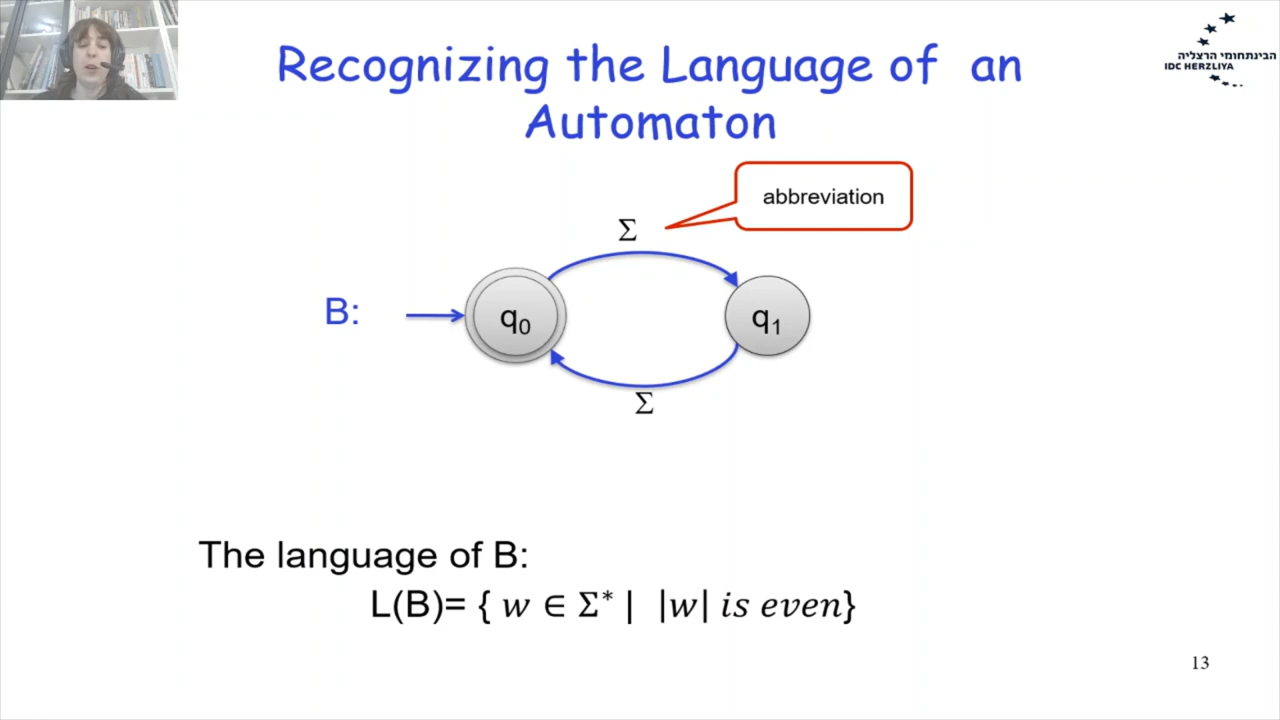 Recognizing the Language of an
Automaton
הבינתחומי הרצליה
IDC HERZLIYA
abbreviation
Σ
B:
q₀
q₁
Σ
The language of B:
L(B)= { w ∈ Σ* | |w| is even}
13